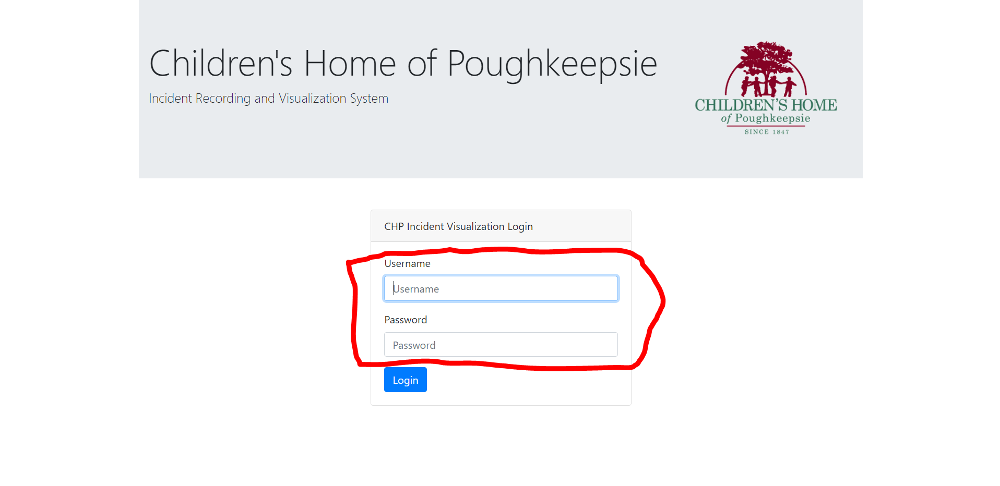 Children's Home of Poughkeepsie
Incident Recording and Visualization System
CHILDREN'S HOME
of Poughkeepsie
SINCE 1847
CHP Incident Visualization Login
Username
Username
Password
Password
Login